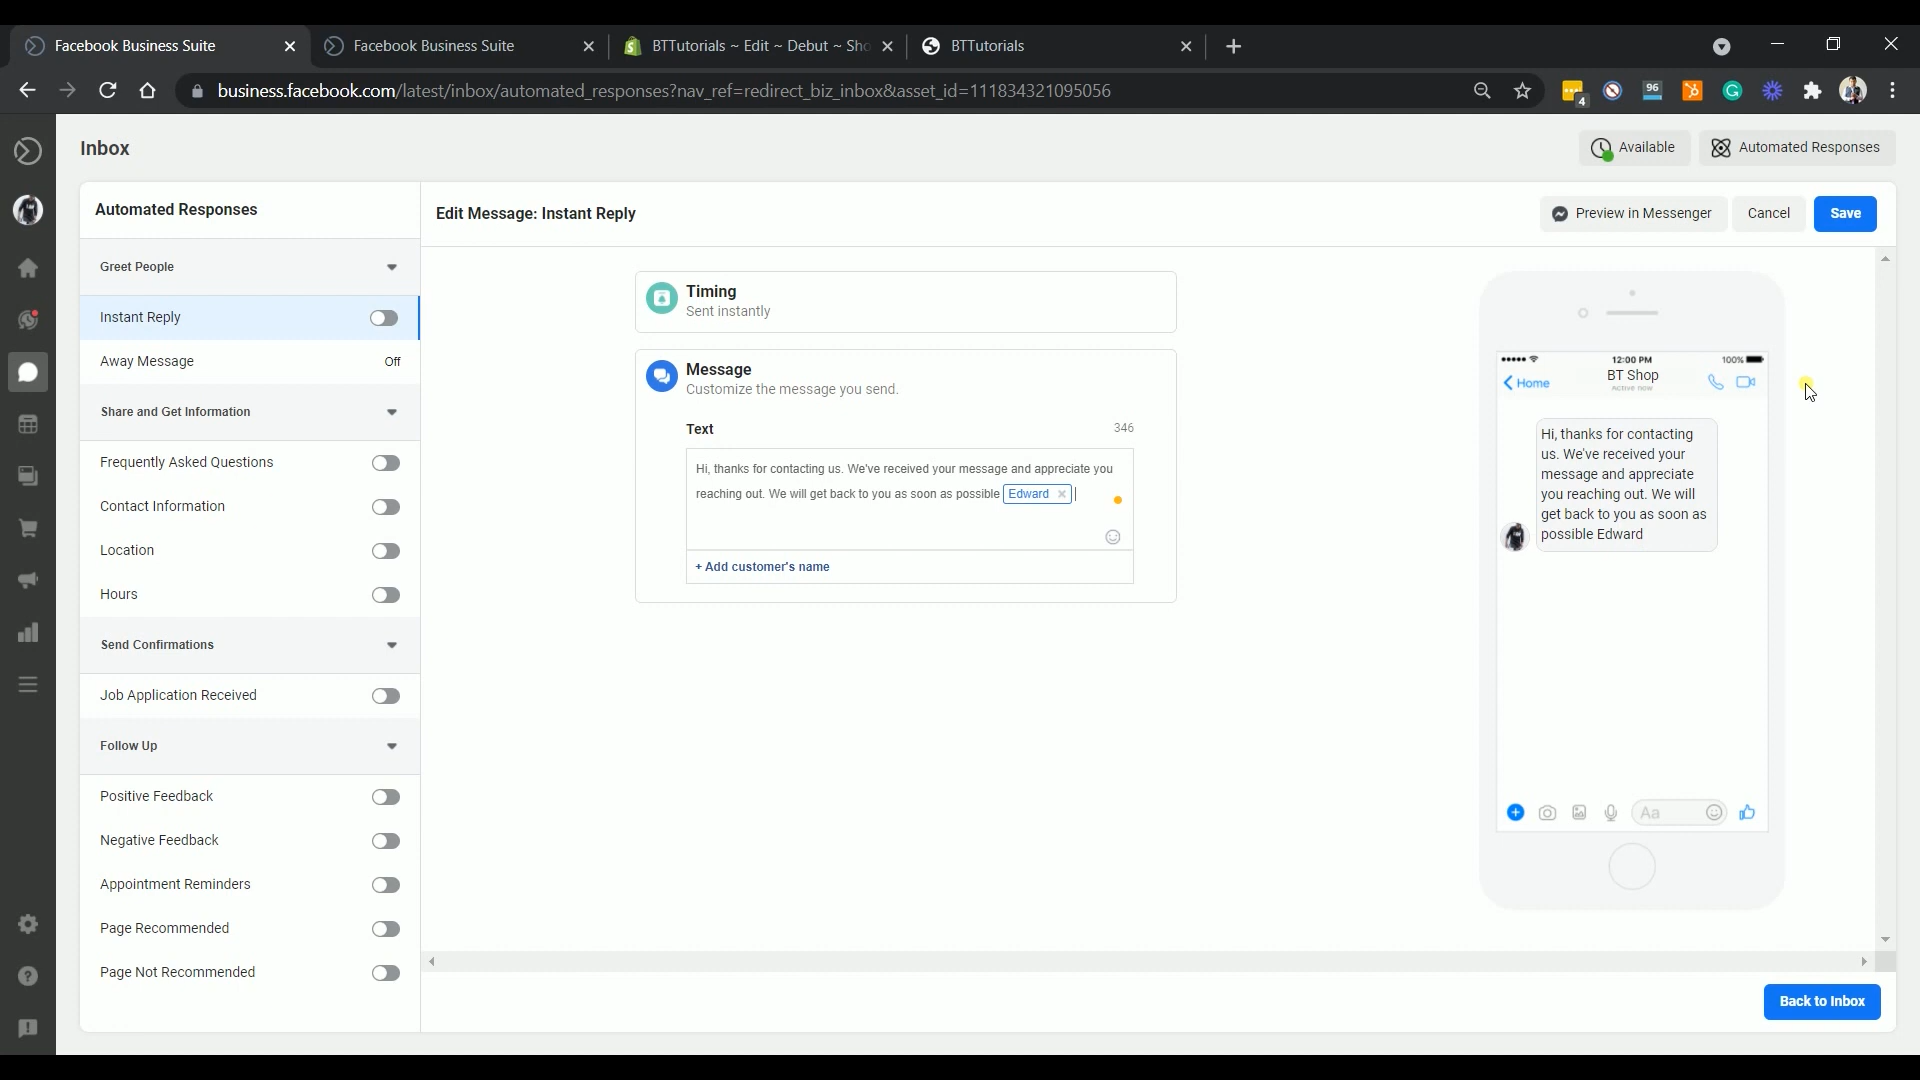 Facebook Business Suite
Facebook Business Suite
BTTutorials ~ Edit ~ Debut ~ Sho
BTTutorials
business.facebook.com/latest/inbox/automated_responses?nav_ref=redirect_biz_inbox&asset_id=111834321095056
4
96
Inbox
Available
Automated Responses
Automated Responses
Edit Message: Instant Reply
Preview in Messenger
Cancel
Save
Greet People
Instant Reply
Away Message
Off
Share and Get Information
Frequently Asked Questions
Contact Information
Location
Hours
Send Confirmations
Job Application Received
Follow Up
Positive Feedback
Negative Feedback
Appointment Reminders
Page Recommended
Page Not Recommended
Timing
Sent instantly
Message
Customize the message you send.
Text
346
Hi, thanks for contacting us. We've received your message and appreciate you
reaching out. We will get back to you as soon as possible Edward
+ Add customer's name
12:00 PM
100%
Home
BT Shop
Active now
Hi, thanks for contacting
us. We've received your
message and appreciate
you reaching out. We will
get back to you as soon as
possible Edward
Aa
Back to Inbox